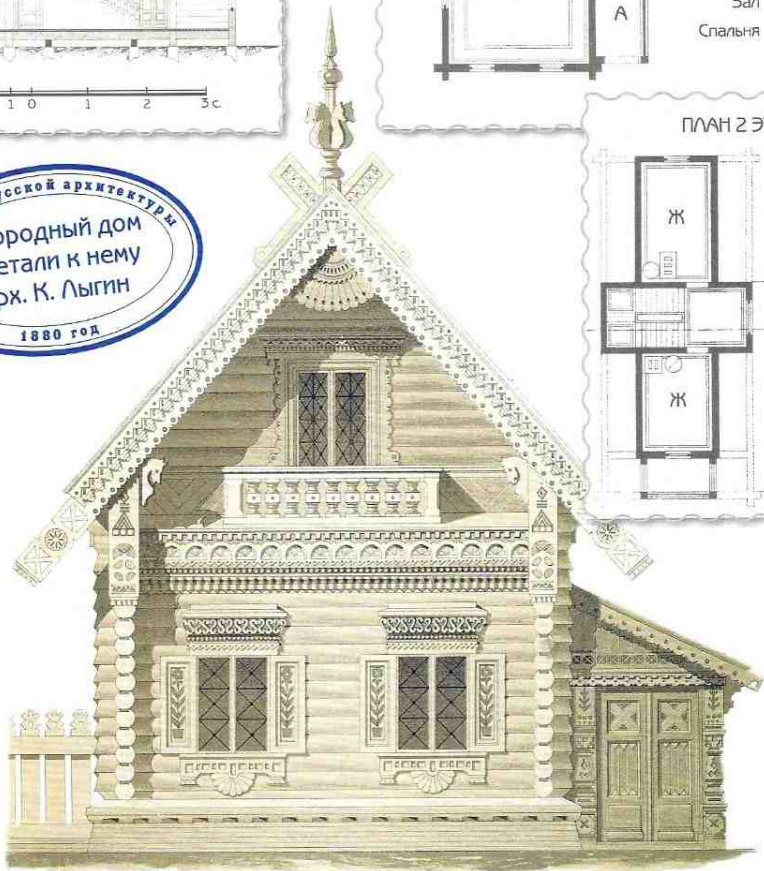 1 0 1 2 3 с.
А
Зал
Спальня
усской архитектуры
ородный дом
етали к нему
рх. К. Лыгин
1880 год
ПЛАН 2 Э
Ж
Ж